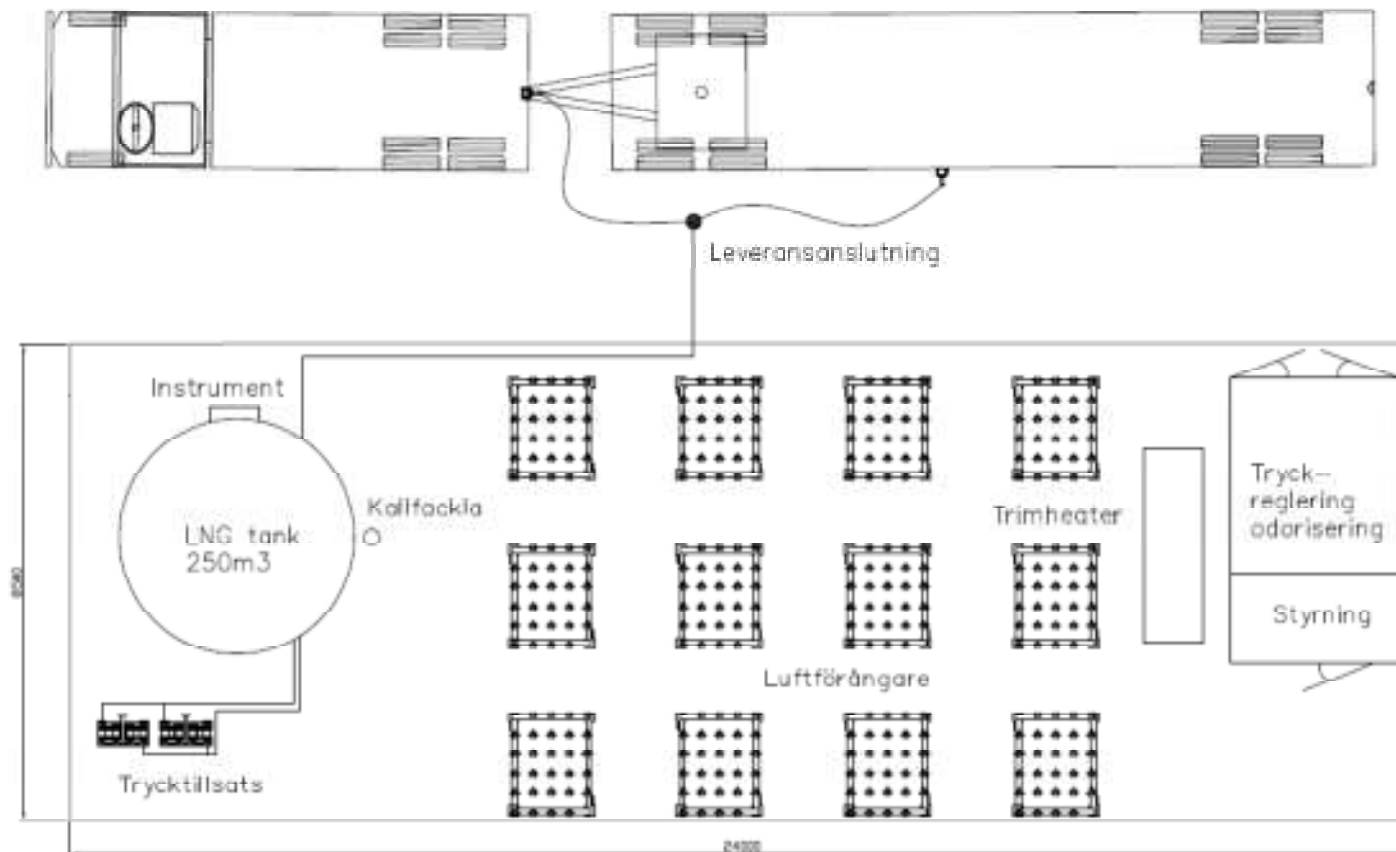 Leveransanslutning
Instrument
Kallfackla
LNG tank
250m3
Trimheater
Tryck-
reglering
odorisering
Styrning
Luftförångare
Trycktillsats
24000